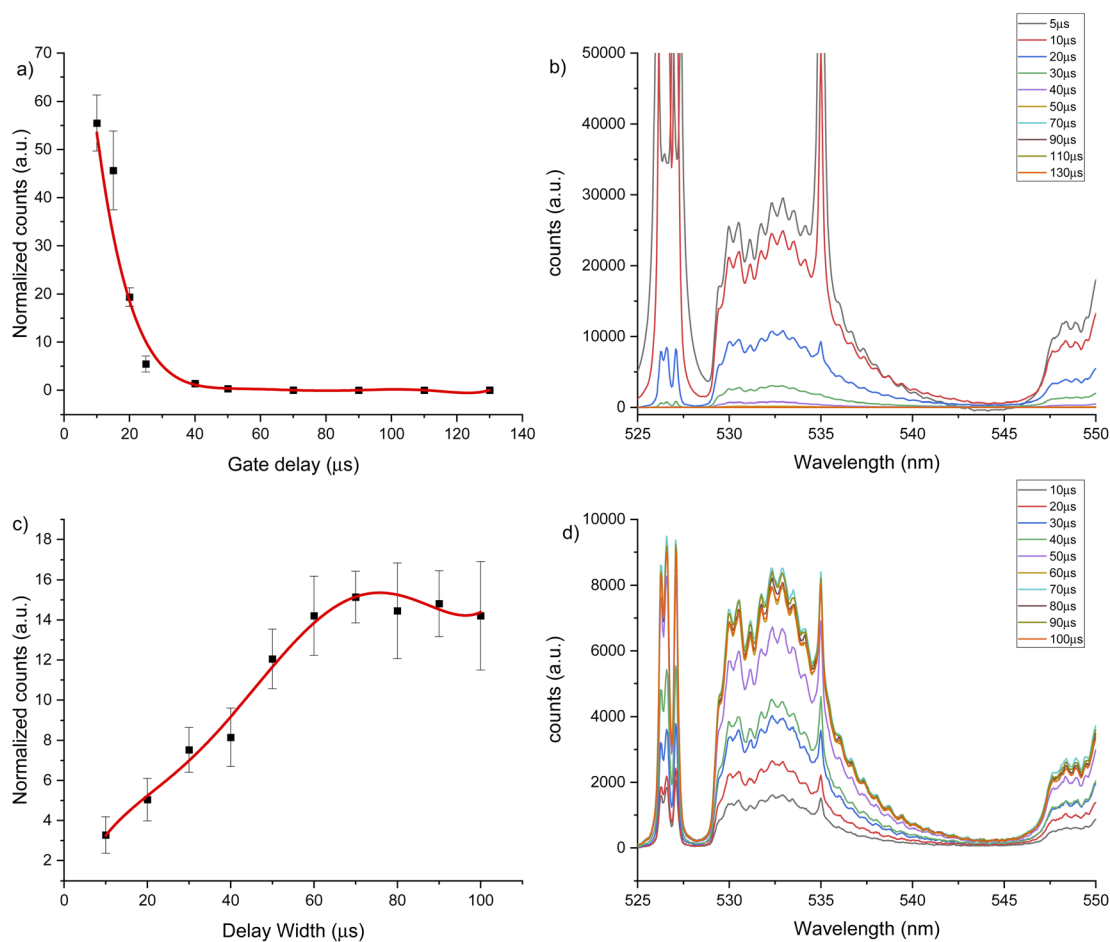 a)
70
60
50
40
30
20
10
0
Normalized counts (a.u.)
0 20 40 60 80 100 120 140
Gate delay (μs)
b)
5μs
10μs
20μs
30μs
40μs
50μs
70μs
90μs
110μs
130μs
50000
40000
30000
20000
10000
0
counts (a.u.)
525 530 535 540 545 550
Wavelength (nm)
c)
18
16
14
12
10
8
6
4
2
Normalized counts (a.u.)
0 20 40 60 80 100
Delay Width (μs)
d)
10μs
20μs
30μs
40μs
50μs
60μs
70μs
80μs
90μs
100μs
10000
8000
6000
4000
2000
0
counts (a.u.)
525 530 535 540 545 550
Wavelength (nm)